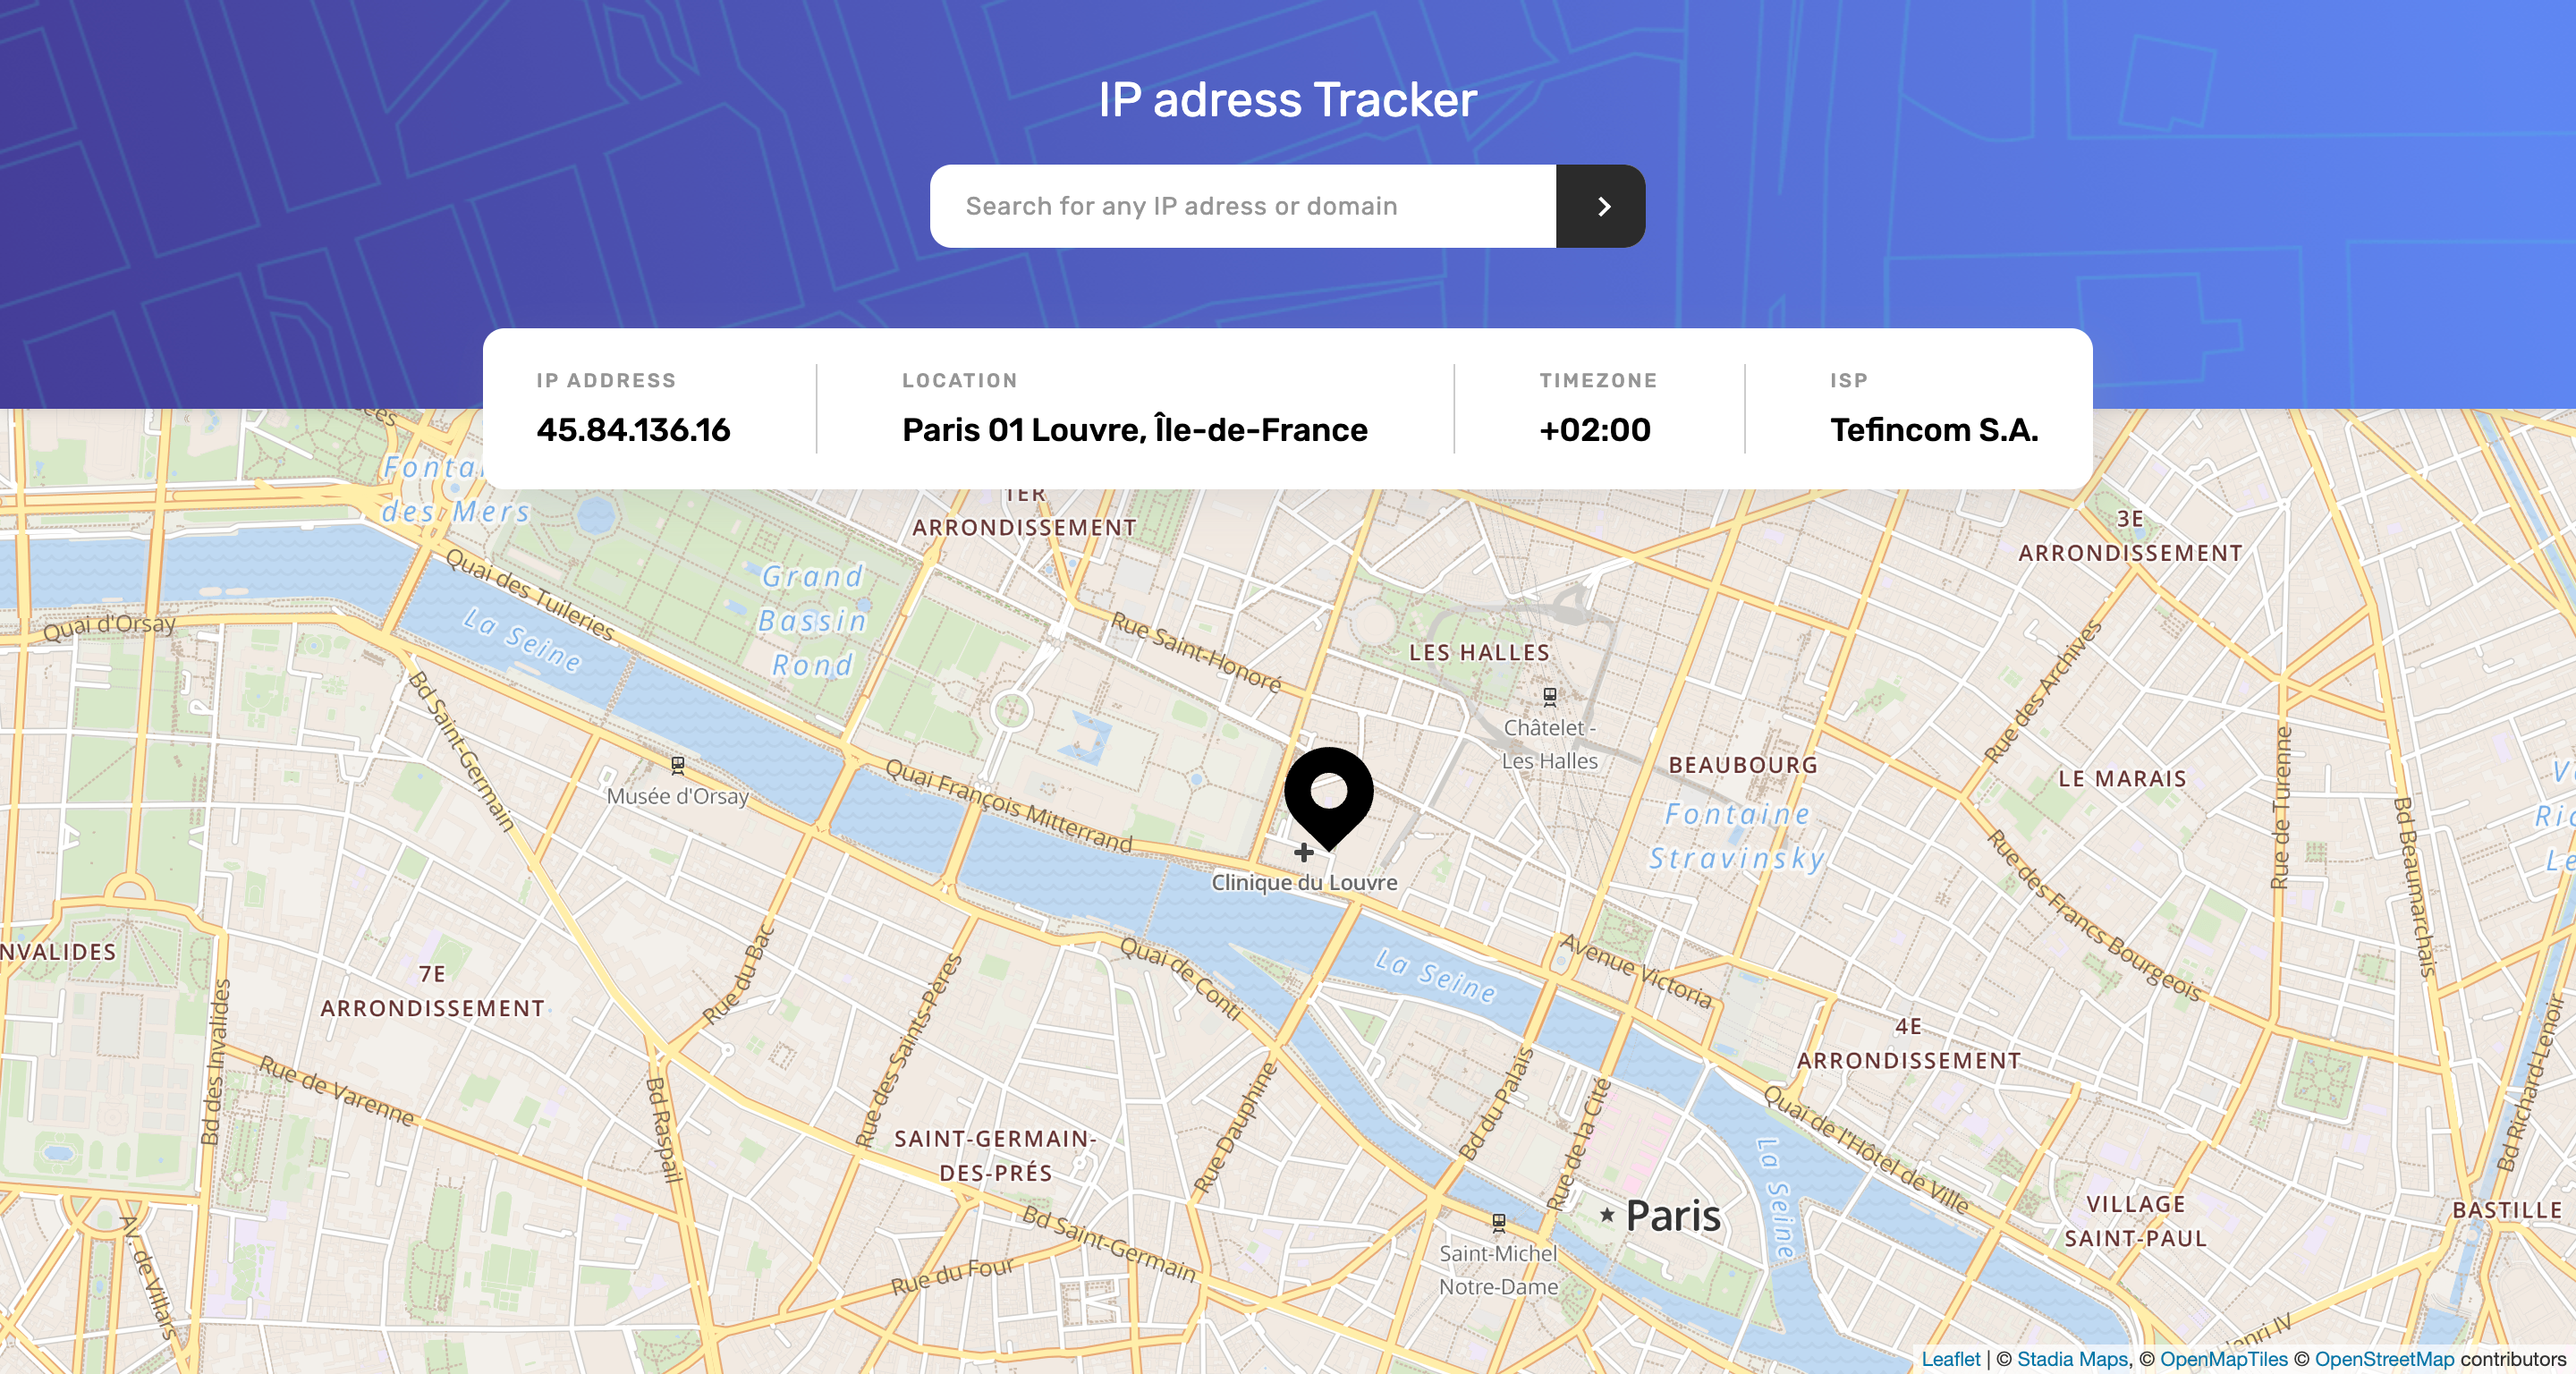 IP adress Tracker
Search for any IP adress or domain
IP ADDRESS
45.84.136.16
LOCATION
Paris 01 Louvre, Île-de-France
TIMEZONE
+02:00
ISP
Tefincom S.A.
des Mers
1ER
ARRONDISSEMENT
3E
ARRONDISSEMENT
Quai des Tuileries
Grand
Bassin
Rond
La Seine
Quai d'Orsay
Rue Saint-Honoré
LES HALLES
Rue des Archives
Bd Saint-Germain
Châtelet -
Les Halles
Musée d'Orsay
Quai François Mitterrand
BEAUBOURG
LE MARAIS
Rue de Turenne
Fontaine
Stravinsky
Bd Beaumarchais
Clinique du Louvre
Rue des Francs Bourgeois
NVALIDES
7E
ARRONDISSEMENT
Rue du Bac
Rue des Saints-Pères
Quai de Conti
La Seine
Avenue Victoria
4E
ARRONDISSEMENT
Bd des Invalides
Rue de Varenne
Bd Raspail
SAINT-GERMAIN-
DES-PRÉS
Rue Dauphine
Bd du Palais
Rue de la Cité
La Seine
Quai de l'Hôtel de Ville
Bd Richard-Lenoir
Paris
VILLAGE
SAINT-PAUL
BASTILLE
Av. de Villars
Rue du Four
Bd Saint-Germain
Saint-Michel
Notre-Dame
Henri IV
Leaflet | © Stadia Maps, © OpenMapTiles © OpenStreetMap contributors